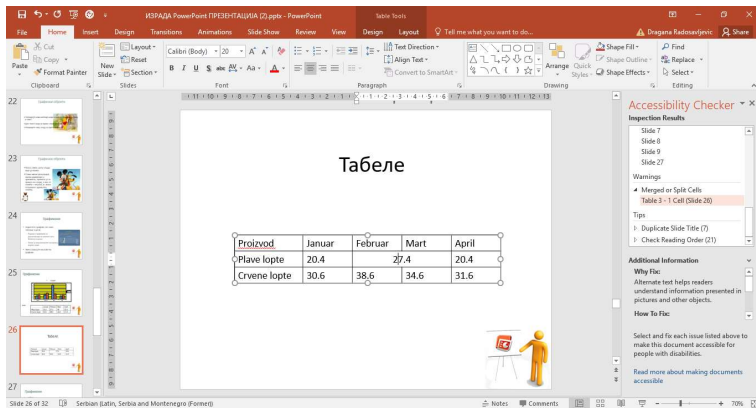 ИЗРАДА PowerPoint ПРЕЗЕНТАЦИЈА (2).pptx - PowerPoint
Table Tools
File Home Insert Design Transitions Animations Slide Show Review View Design Layout Tell me what you want to do... Dragana Radosavljevic Share
Paste
Cut
Copy
Format Painter
Clipboard
New Slide
Layout
Reset
Section
Slides
Calibri (Body) 20
Font
Text Direction
Align Text
Convert to SmartArt
Paragraph
Arrange
Quick Styles
Shape Fill
Shape Outline
Shape Effects
Drawing
Find
Replace
Select
Editing
22
23
24
25
26
27
Табеле
Proizvod Januar Februar Mart April
Plave lopte 20.4 27.4 20.4
Crvene lopte 30.6 38.6 34.6 31.6
Accessibility Checker
Inspection Results
Slide 7
Slide 8
Slide 9
Slide 27
Warnings
Merged or Split Cells
Table 3 - 1 Cell (Slide 26)
Tips
Duplicate Slide Title (7)
Check Reading Order (21)
Additional Information
Why Fix:
Alternate text helps readers
understand information presented in
pictures and other objects.
How To Fix:
Select and fix each issue listed above to
make this document accessible for
people with disabilities.
Read more about making documents
accessible
Slide 26 of 32 Serbian (Latin, Serbia and Montenegro (Former)) Notes Comments 70%